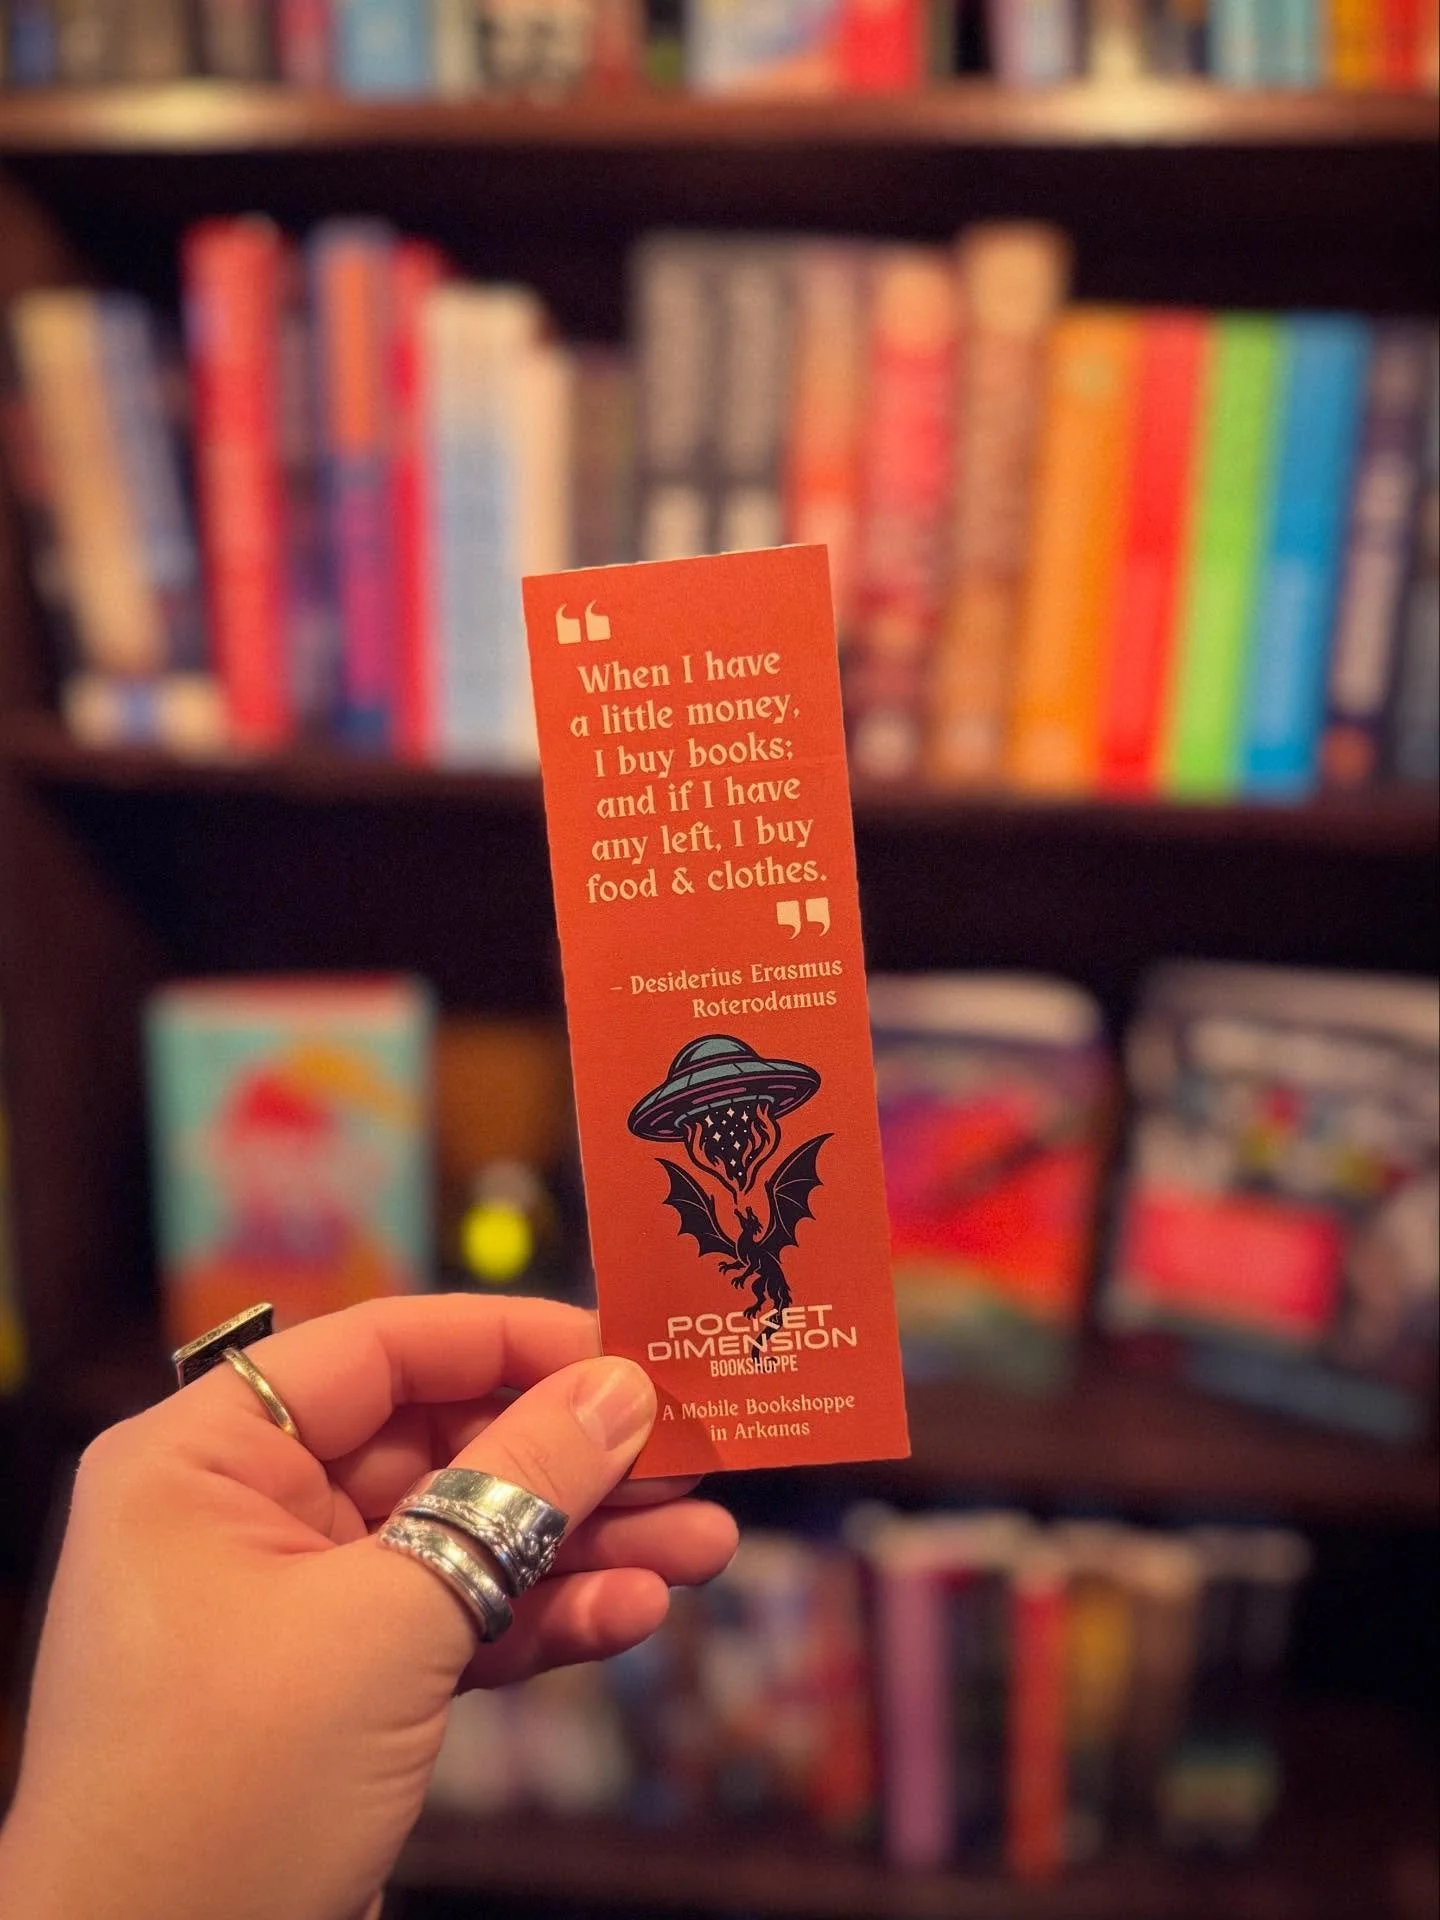 “
When I have
a little money,
I buy books;
and if I have
any left, I buy
food & clothes.
”
– Desiderius Erasmus
Roterodamus
POCKET
DIMENSION
BOOKSHOPPE
A Mobile Bookshoppe
in Arkanas